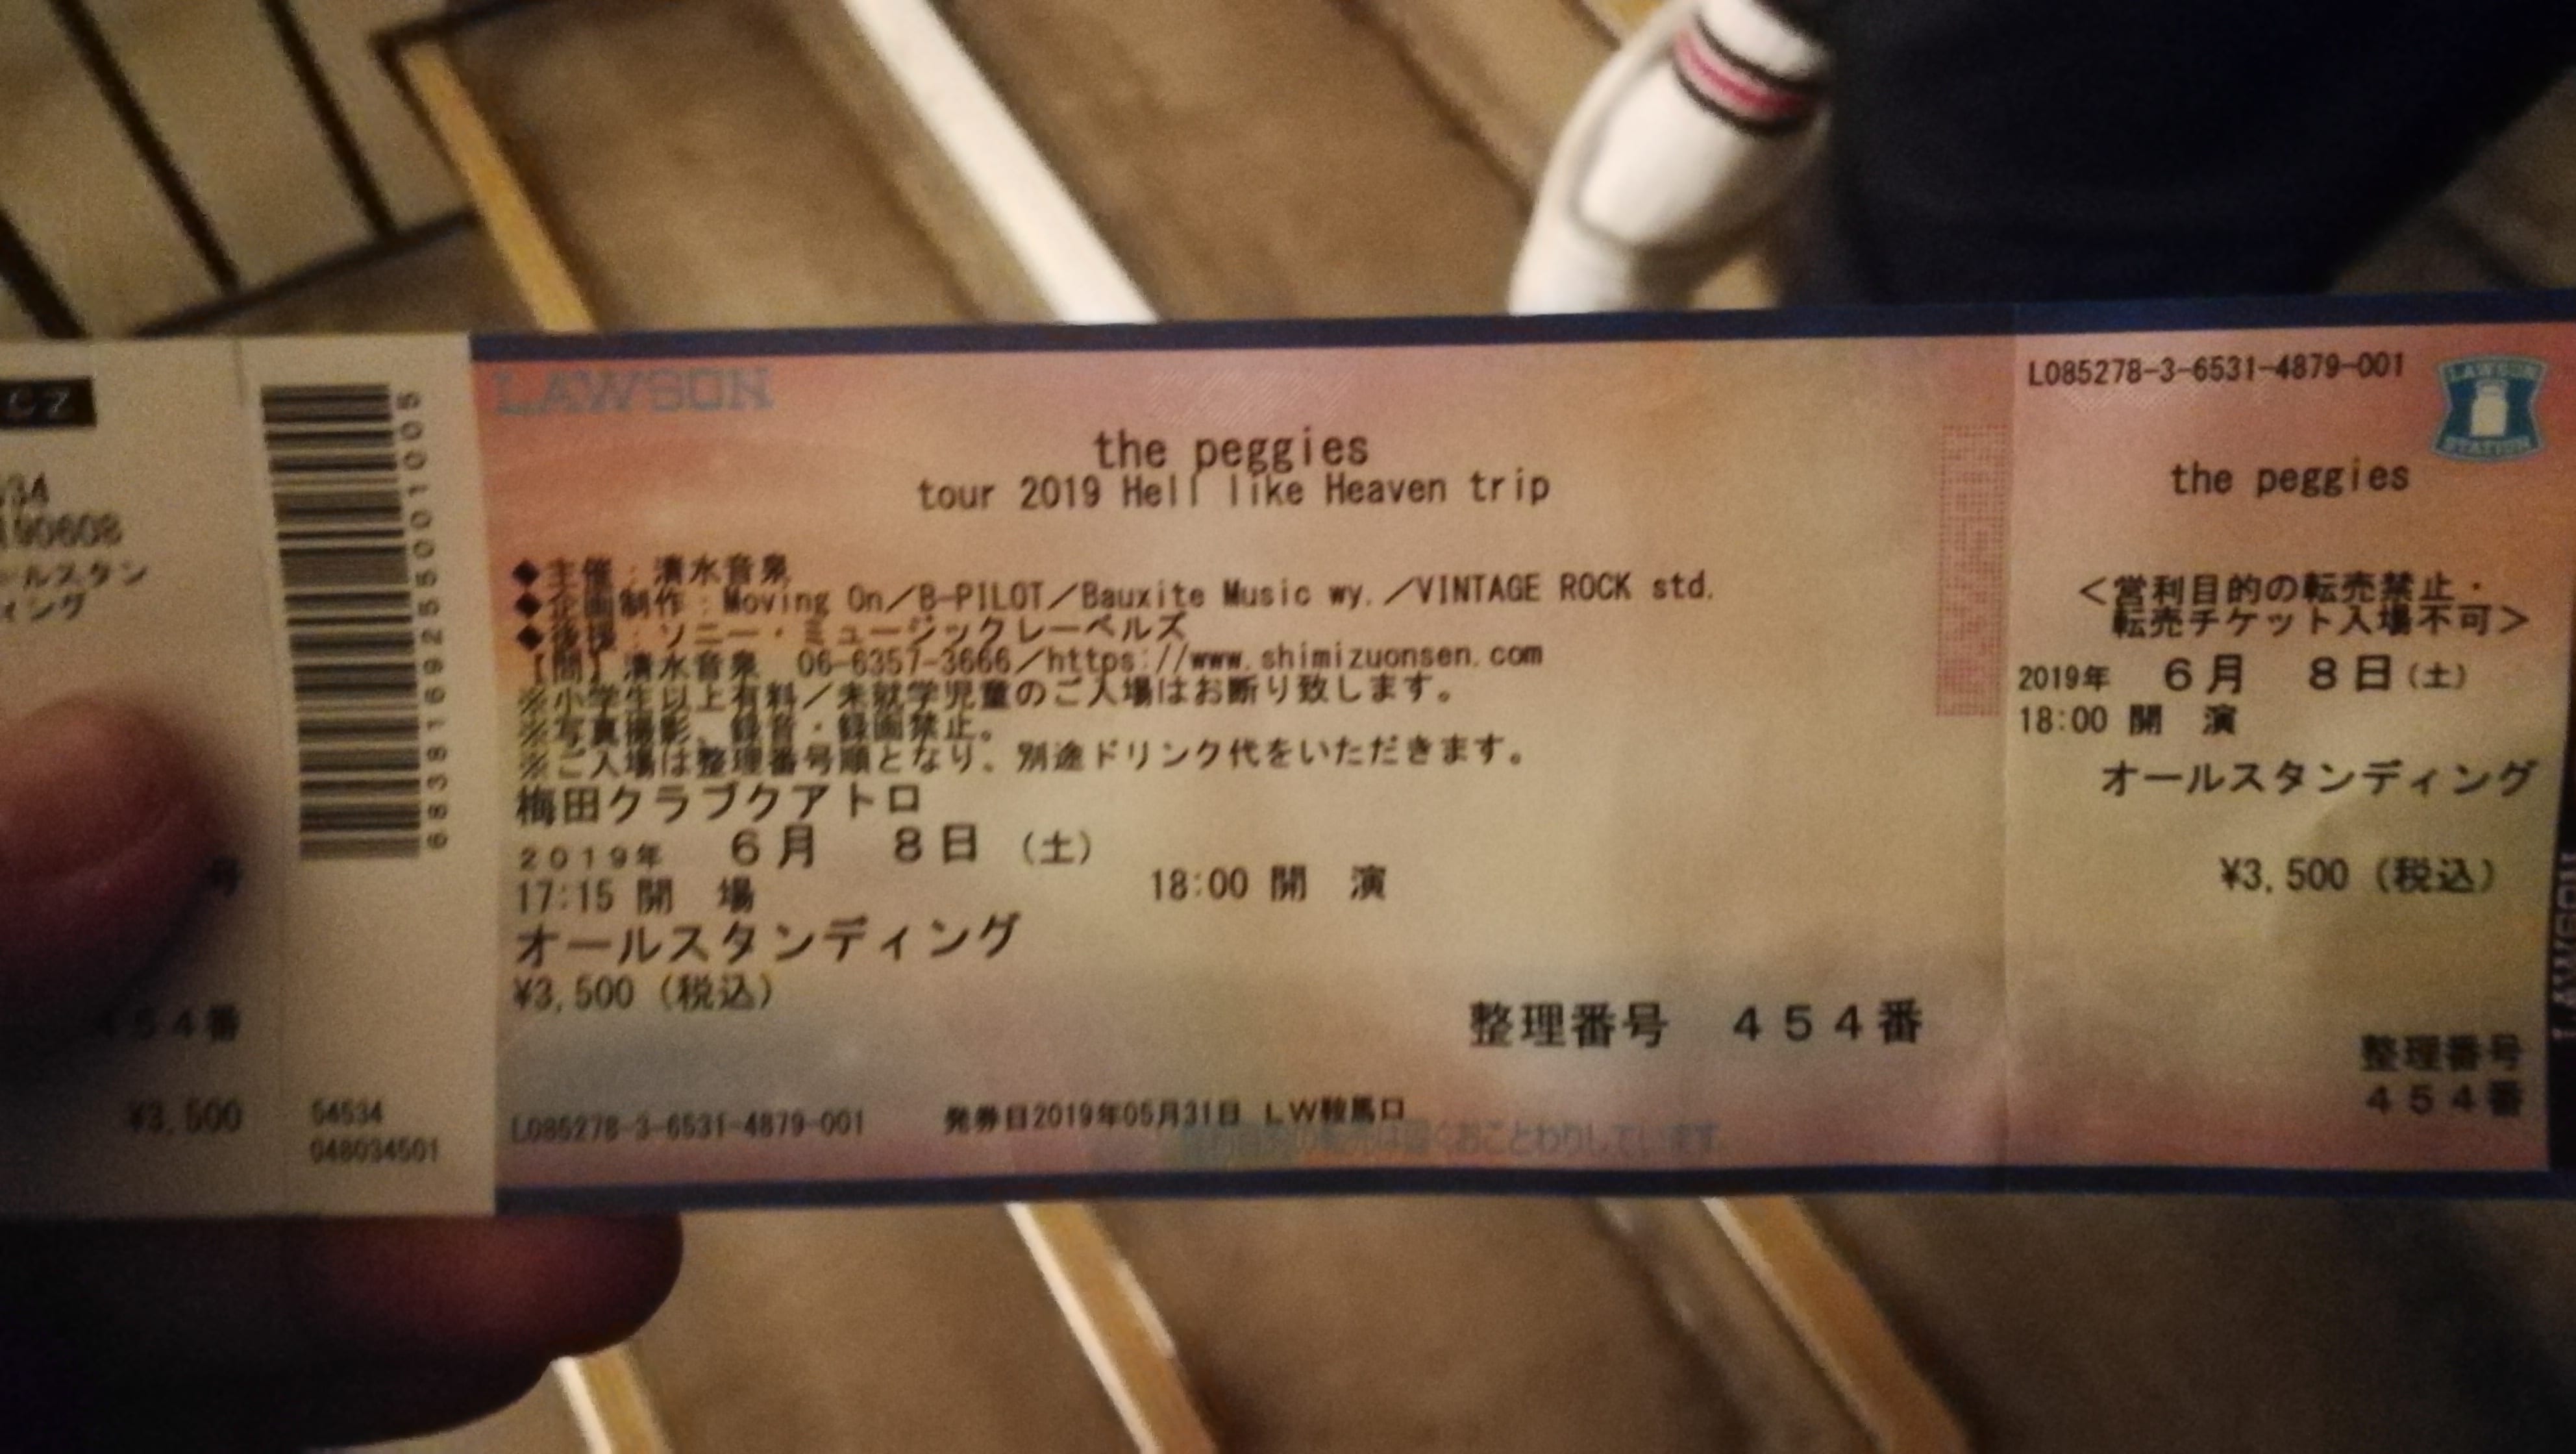 LAWSON
the peggies
tour 2019 Hell like Heaven trip
◆主催：清水音泉
◆企画制作：Moving On／B-PILOT／Bauxite Music wy.／VINTAGE ROCK std.
◆後援：ソニー・ミュージックレーベルズ
【問】清水音泉　06-6357-3666／https://www.shimizuonsen.com
※小学生以上有料／未就学児童のご入場はお断り致します。
※写真撮影、録音・録画禁止。
※ご入場は整理番号順となり、別途ドリンク代をいただきます。
梅田クラブクアトロ
2019年　6月　8日（土）
17:15 開　場　18:00 開　演
オールスタンディング
¥3,500（税込）
整理番号　454番
L085278-3-6531-4879-001　発券日2019年05月31日 LW鞍馬口
L085278-3-6531-4879-001
LAWSON
STATION
the peggies
＜営利目的の転売禁止・
転売チケット入場不可＞
2019年　6月　8日（土）
18:00 開　演
オールスタンディング
¥3,500（税込）
整理番号
454番
34
190608
ールスタン
ィング
号
454番
¥3,500
54534
048034501